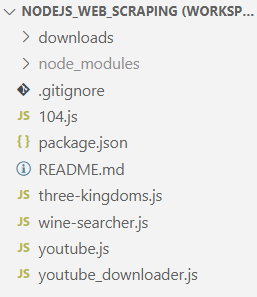 NODEJS_WEB_SCRAPING (WORKSP...
downloads
node_modules
.gitignore
JS 104.js
{ } package.json
README.md
JS three-kingdoms.js
JS wine-searcher.js
JS youtube.js
JS youtube_downloader.js